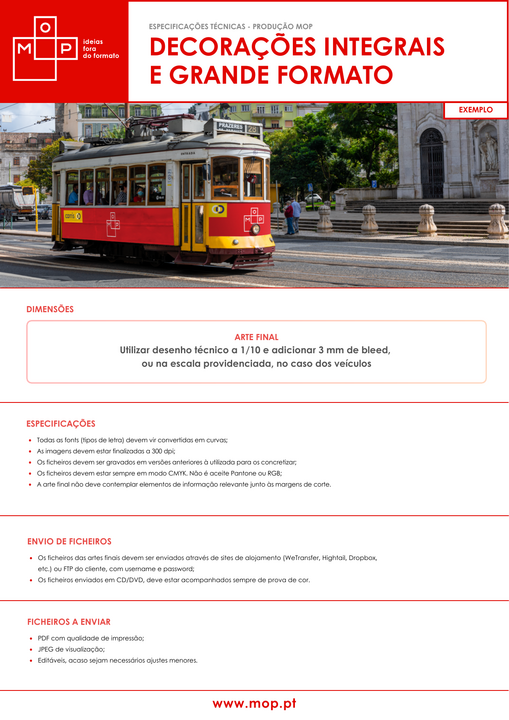 MOP
ideias
fora
do formato
ESPECIFICAÇÕES TÉCNICAS - PRODUÇÃO MOP
DECORAÇÕES INTEGRAIS
E GRANDE FORMATO
EXEMPLO
PRAZERES
MOP
MOP
DIMENSÕES
ARTE FINAL
Utilizar desenho técnico a 1/10 e adicionar 3 mm de bleed,
ou na escala providenciada, no caso dos veículos
ESPECIFICAÇÕES
• Todas as fonts (tipos de letra) devem vir convertidas em curvas;
• As imagens devem estar finalizadas a 300 dpi;
• Os ficheiros devem ser gravados em versões anteriores à utilizada para os concretizar;
• Os ficheiros devem estar sempre em modo CMYK. Não é aceite Pantone ou RGB;
• A arte final não deve contemplar elementos de informação relevante junto às margens de corte.
ENVIO DE FICHEIROS
• Os ficheiros das artes finais devem ser enviados através de sites de alojamento (WeTransfer, Hightail, Dropbox,
etc.) ou FTP do cliente, com username e password;
• Os ficheiros enviados em CD/DVD, deve estar acompanhados sempre de prova de cor.
FICHEIROS A ENVIAR
• PDF com qualidade de impressão;
• JPEG de visualização;
• Editáveis, acaso sejam necessários ajustes menores.
www.mop.pt